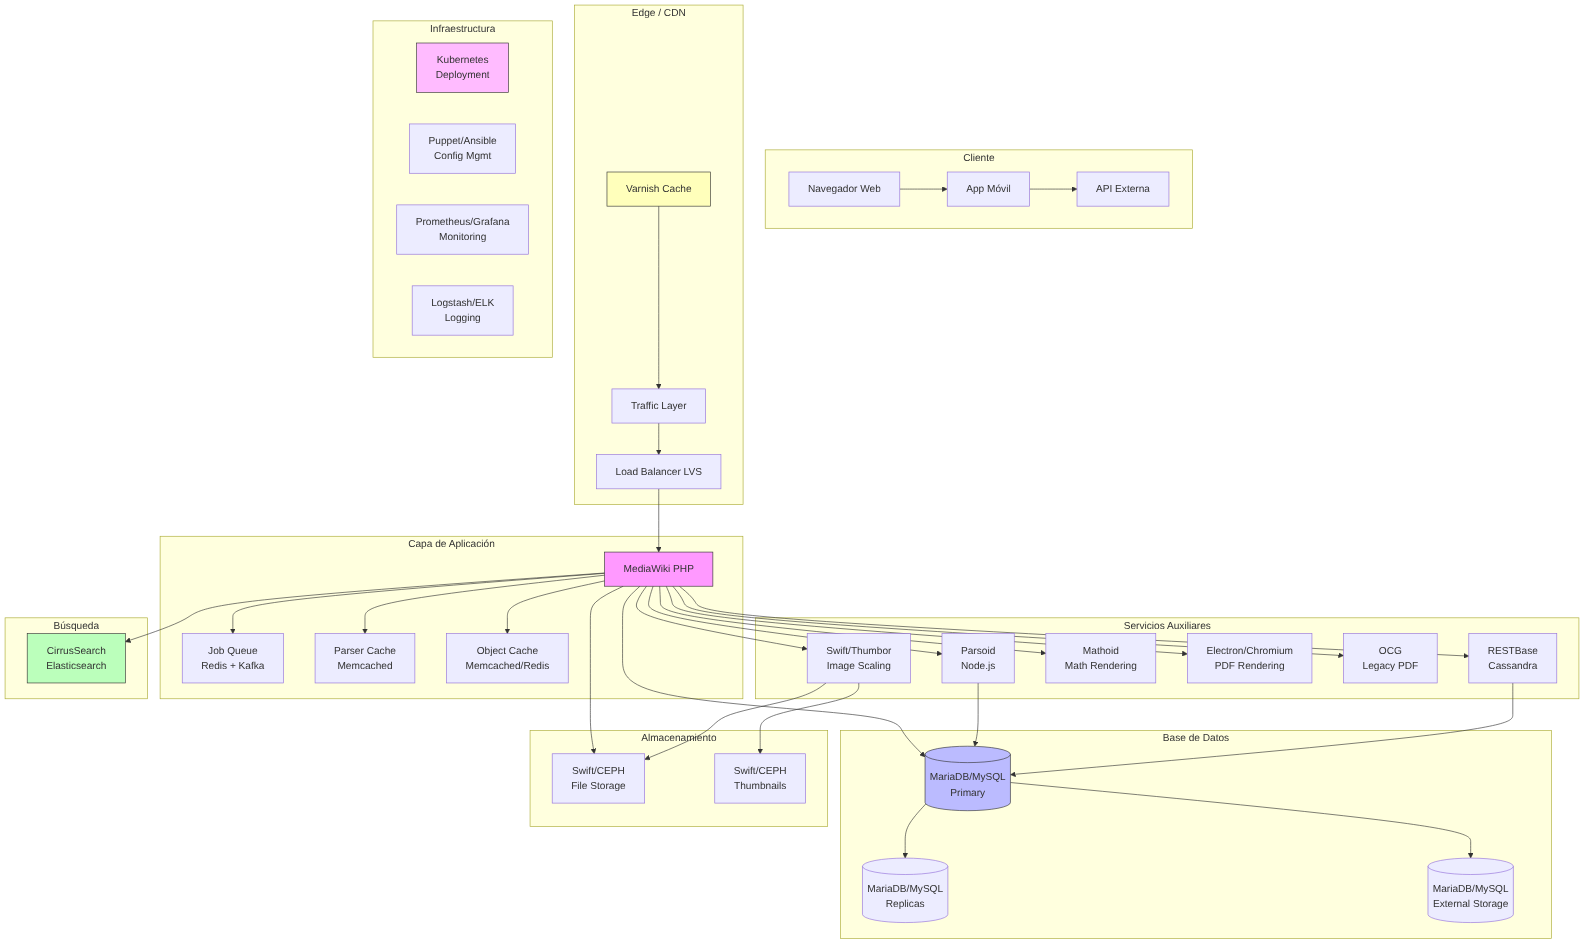 Edge / CDN
Infraestructura
Kubernetes
Deployment
Puppet/Ansible
Config Mgmt
Prometheus/Grafana
Monitoring
Logstash/ELK
Logging
Varnish Cache
Traffic Layer
Load Balancer LVS
Cliente
Navegador Web
App Móvil
API Externa
Capa de Aplicación
MediaWiki PHP
Job Queue
Redis + Kafka
Parser Cache
Memcached
Object Cache
Memcached/Redis
Búsqueda
CirrusSearch
Elasticsearch
Servicios Auxiliares
Swift/Thumbor
Image Scaling
Parsoid
Node.js
Mathoid
Math Rendering
Electron/Chromium
PDF Rendering
OCG
Legacy PDF
RESTBase
Cassandra
Almacenamiento
Swift/CEPH
File Storage
Swift/CEPH
Thumbnails
Base de Datos
MariaDB/MySQL
Primary
MariaDB/MySQL
Replicas
MariaDB/MySQL
External Storage